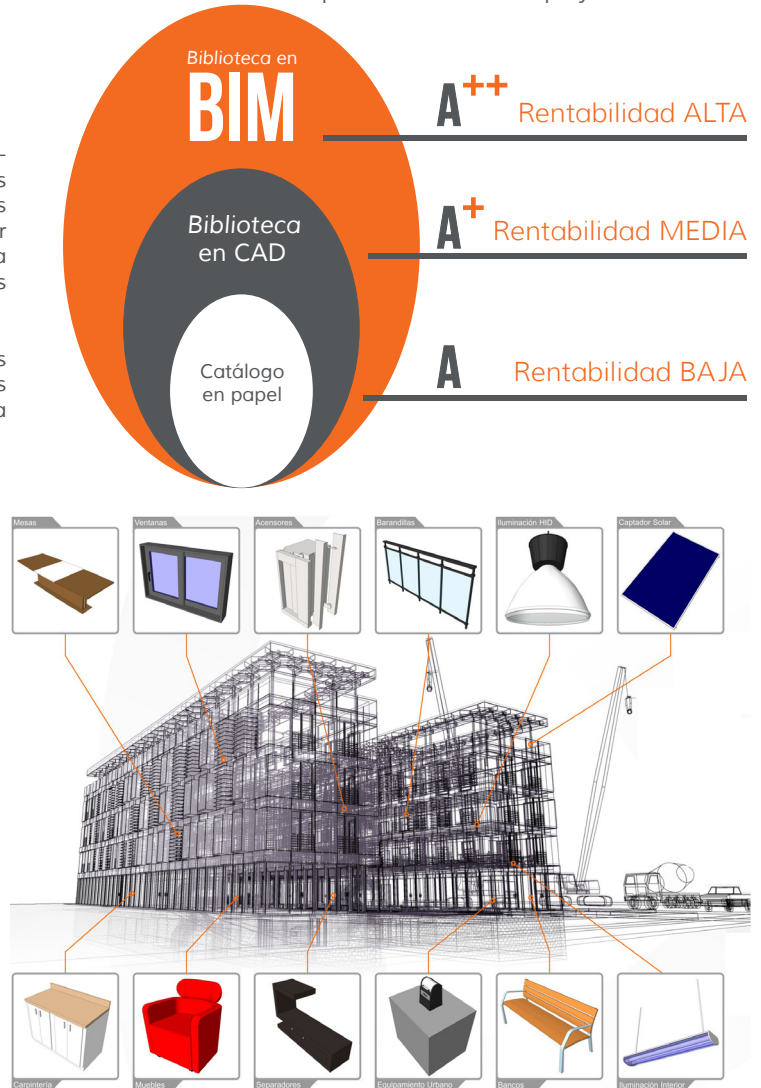 Biblioteca en
BIM
A++ Rentabilidad ALTA
Biblioteca
en CAD
A+ Rentabilidad MEDIA
Catálogo
en papel
A Rentabilidad BAJA
s
s
r
a
s
s
s
a
Mesas
Ventanas
Acensores
Barandillas
Iluminación HID
Captador Solar
Carpintería
Muebles
Separadores
Equipamiento Urbano
Bancos
Iluminación Interior